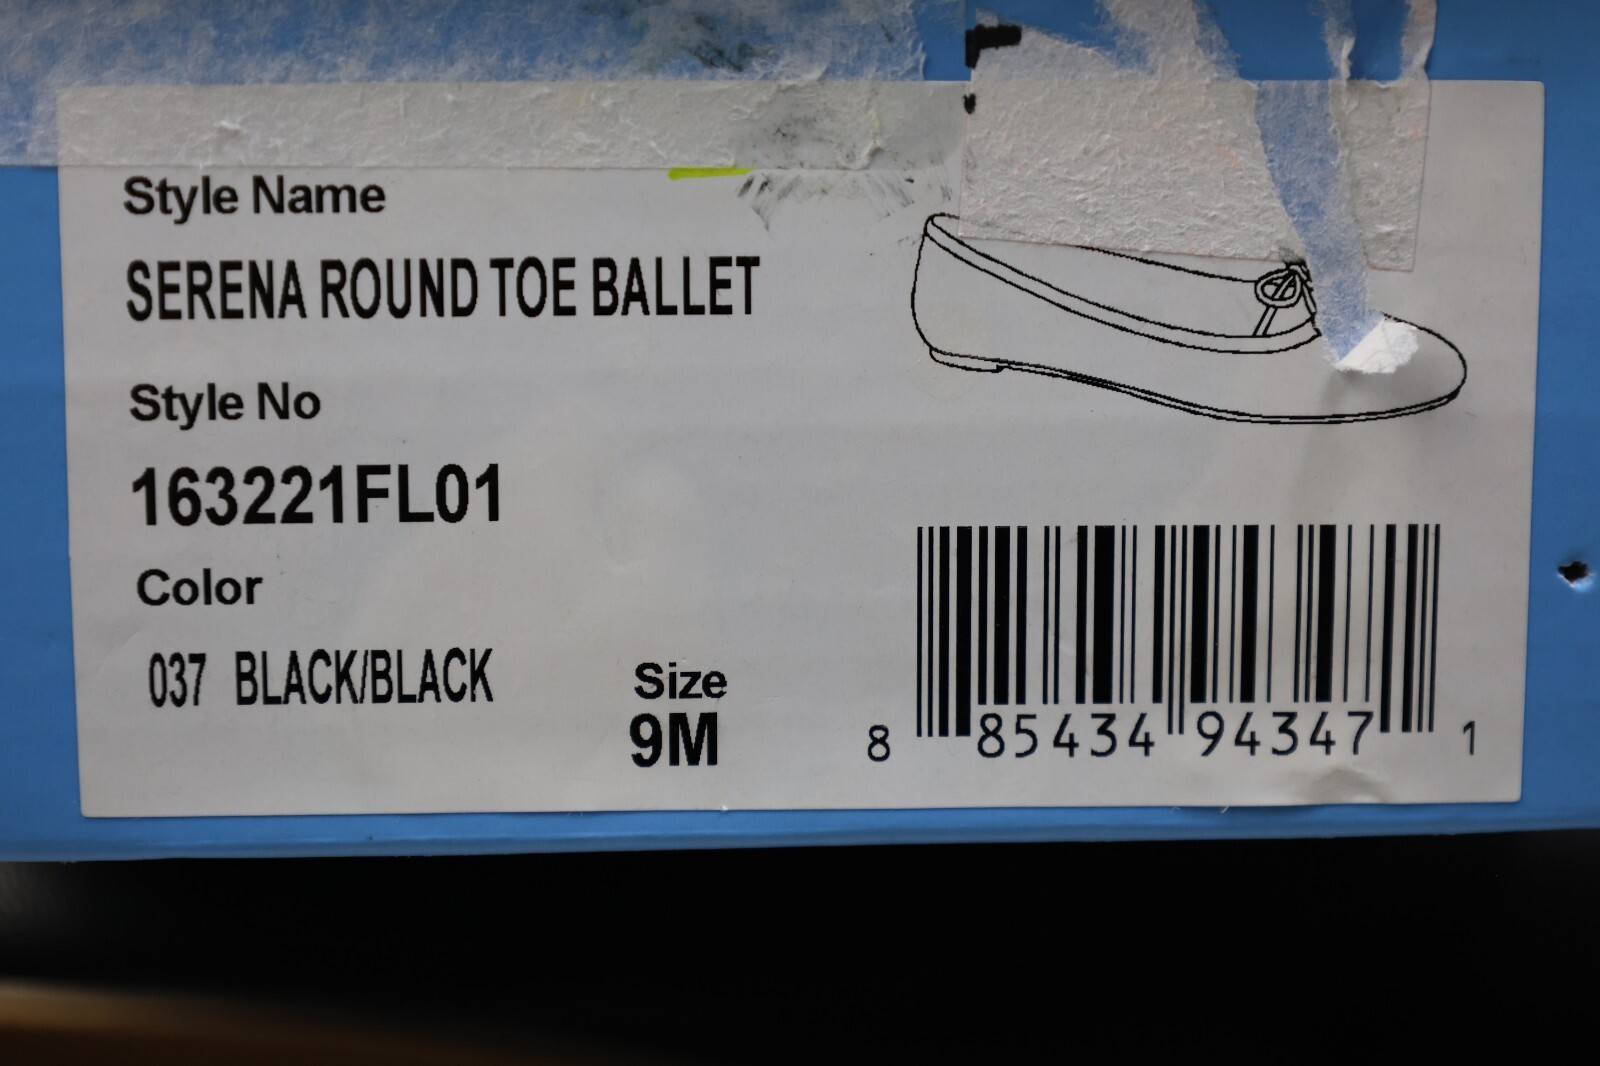 Style Name
SERENA ROUND TOE BALLET
Style No
163221FL01
Color
037 BLACK/BLACK
Size
9M
8 85434 94347 1